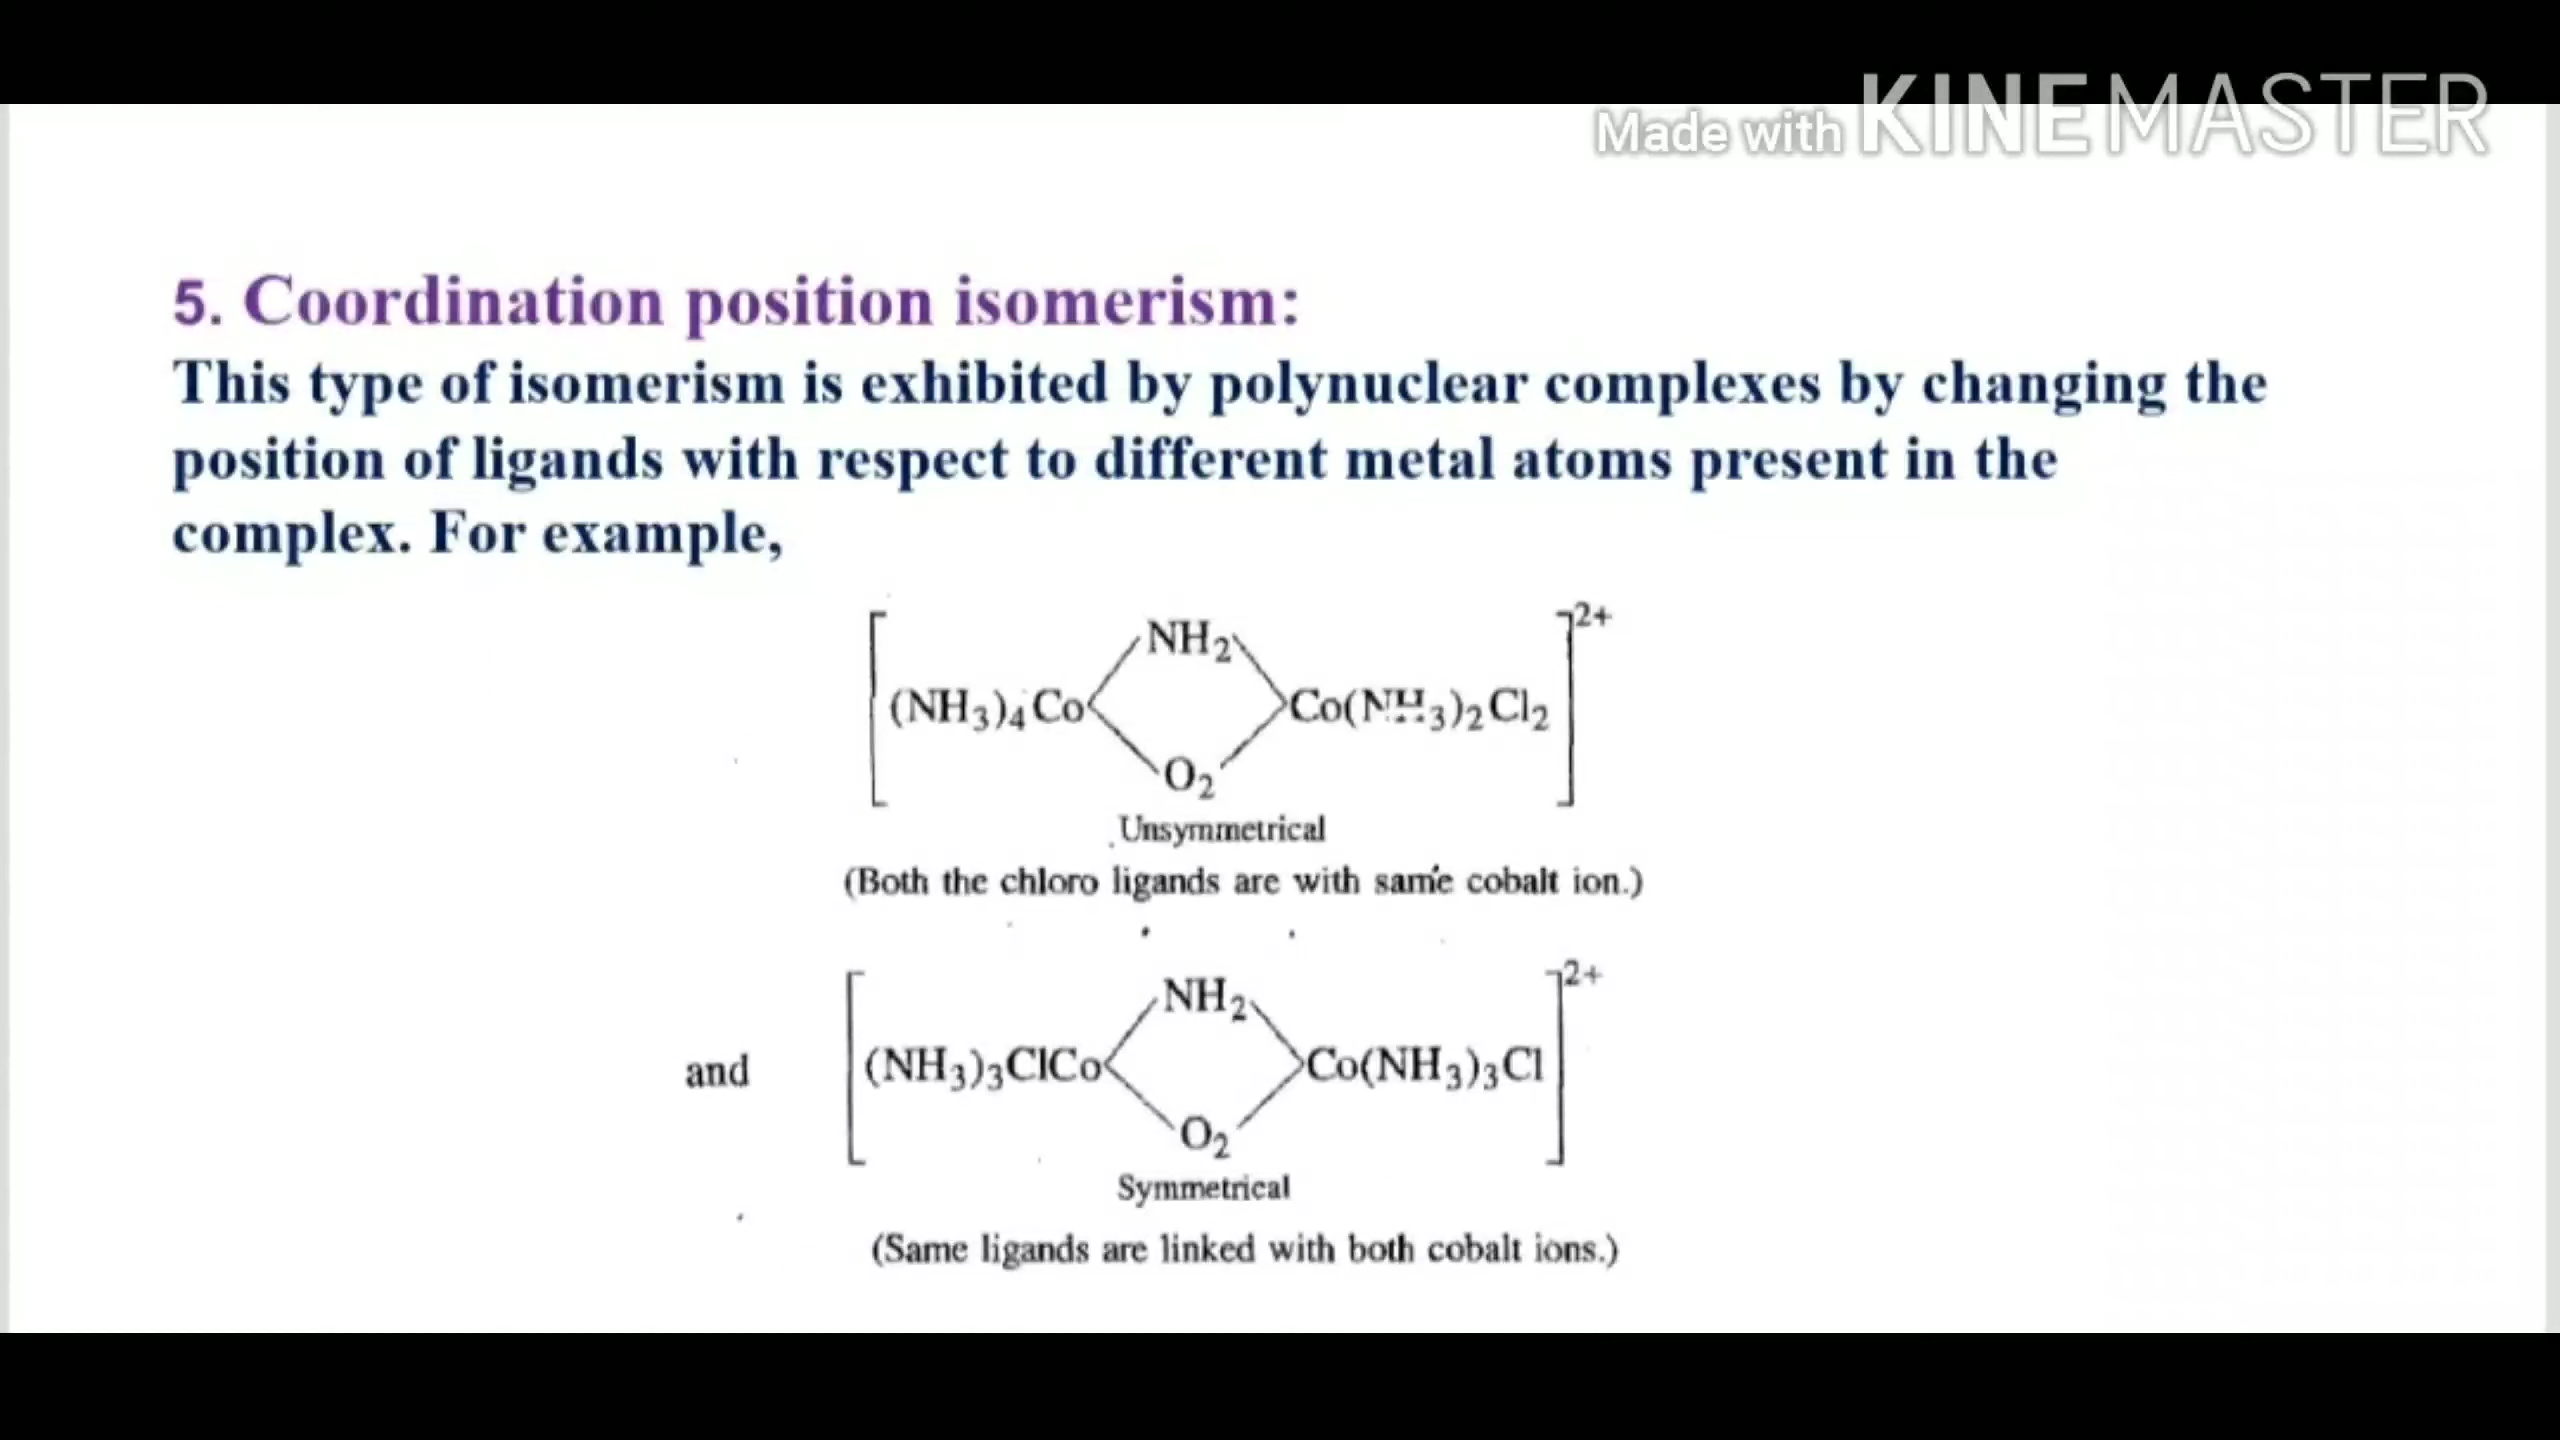 Made with KINEMASTER
5. Coordination position isomerism:
This type of isomerism is exhibited by polynuclear complexes by changing the
position of ligands with respect to different metal atoms present in the
complex. For example,
NH2
2+
(NH3)4Co
Co(NH3)2Cl2
O2
Unsymmetrical
(Both the chloro ligands are with same cobalt ion.)
NH2
2+
and
(NH3)3ClCo
Co(NH3)3Cl
O2
Symmetrical
(Same ligands are linked with both cobalt ions.)